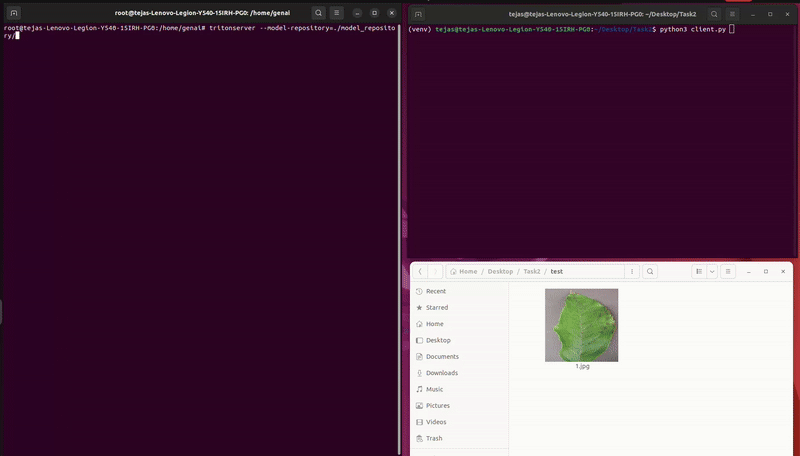 root@tejas-Lenovo-Legion-Y540-15IRH-PG0: /home/genai
root@tejas-Lenovo-Legion-Y540-15IRH-PG0:/home/genai# tritonserver --model-repository=./model_reposito
ry/
tejas@tejas-Lenovo-Legion-Y540-15IRH-PG0: ~/Desktop/Task2
(venv) tejas@tejas-Lenovo-Legion-Y540-15IRH-PG0:~/Desktop/Task2$ python3 client.py
Home / Desktop / Task2 / test
Recent
Starred
Home
Desktop
Documents
Downloads
Music
Pictures
Videos
Trash
1.jpg